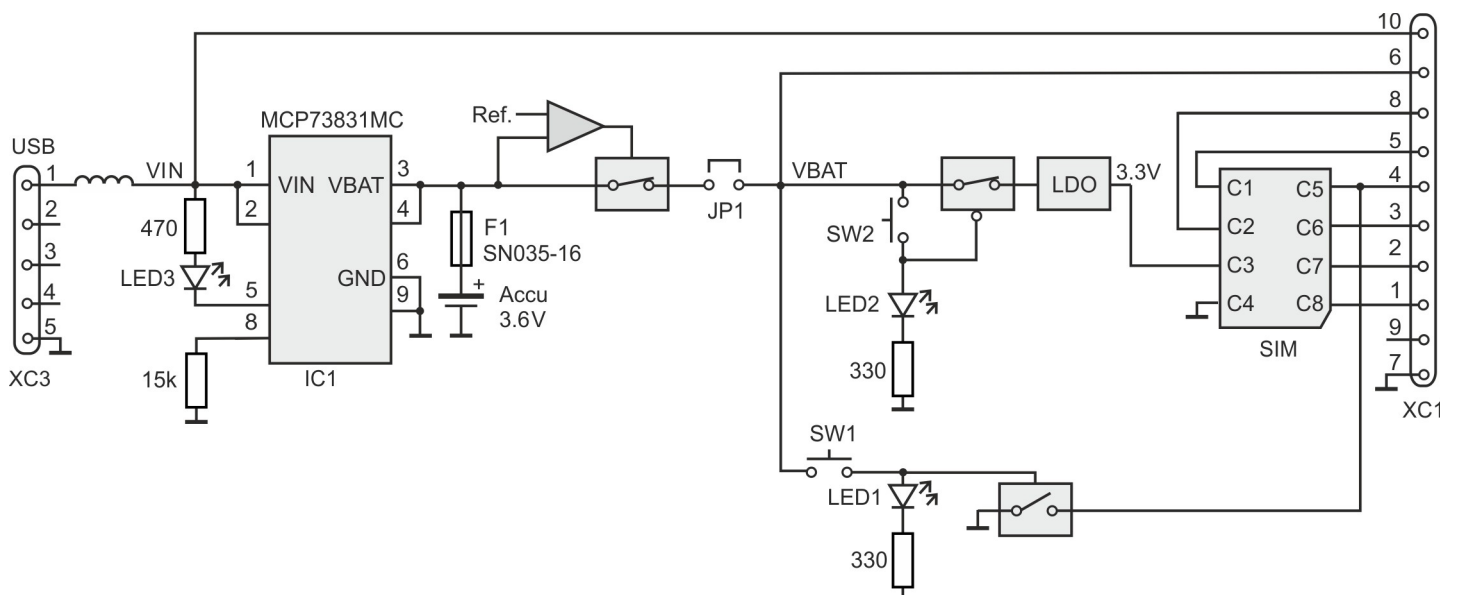 USB
1
2
3
4
5
XC3
VIN
470
LED3
15k
MCP73831MC
1
2
5
8
VIN VBAT
GND
3
4
6
9
IC1
Ref.
F1
SN035-16
+
Accu
3.6V
JP1
VBAT
SW2
LED2
330
LDO
3.3V
SW1
LED1
330
C1 C5
C2 C6
C3 C7
C4 C8
SIM
10
6
8
5
4
3
2
1
9
7
XC1